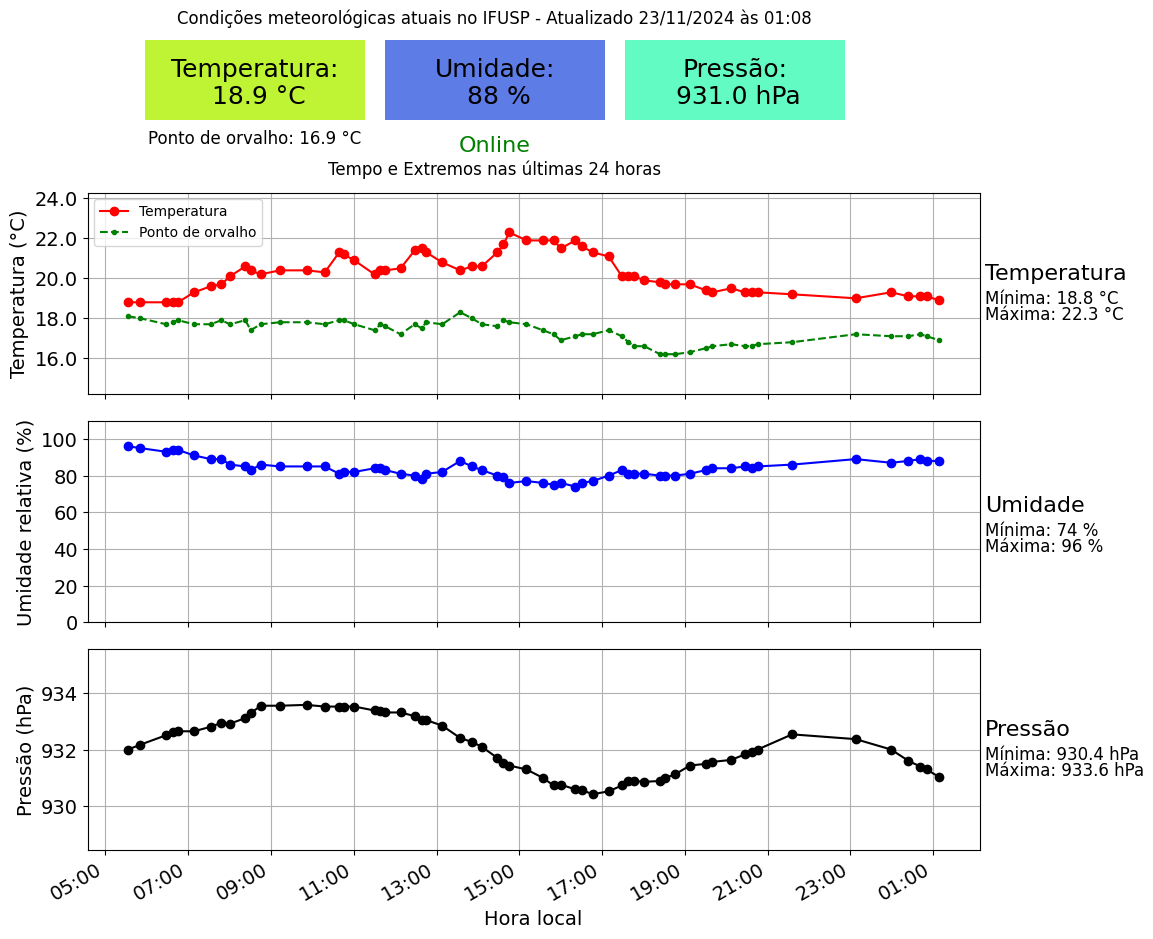 Condições meteorológicas atuais no IFUSP - Atualizado 23/11/2024 às 01:08
Temperatura:
18.9 °C
Umidade:
88 %
Pressão:
931.0 hPa
Ponto de orvalho: 16.9 °C
Online
Tempo e Extremos nas últimas 24 horas
Temperatura (°C)
24.0
22.0
20.0
18.0
16.0
Temperatura
Ponto de orvalho
Temperatura
Mínima: 18.8 °C
Máxima: 22.3 °C
Umidade relativa (%)
100
80
60
40
20
0
Umidade
Mínima: 74 %
Máxima: 96 %
Pressão (hPa)
934
932
930
Pressão
Mínima: 930.4 hPa
Máxima: 933.6 hPa
05:00
07:00
09:00
11:00
13:00
15:00
17:00
19:00
21:00
23:00
01:00
Hora local